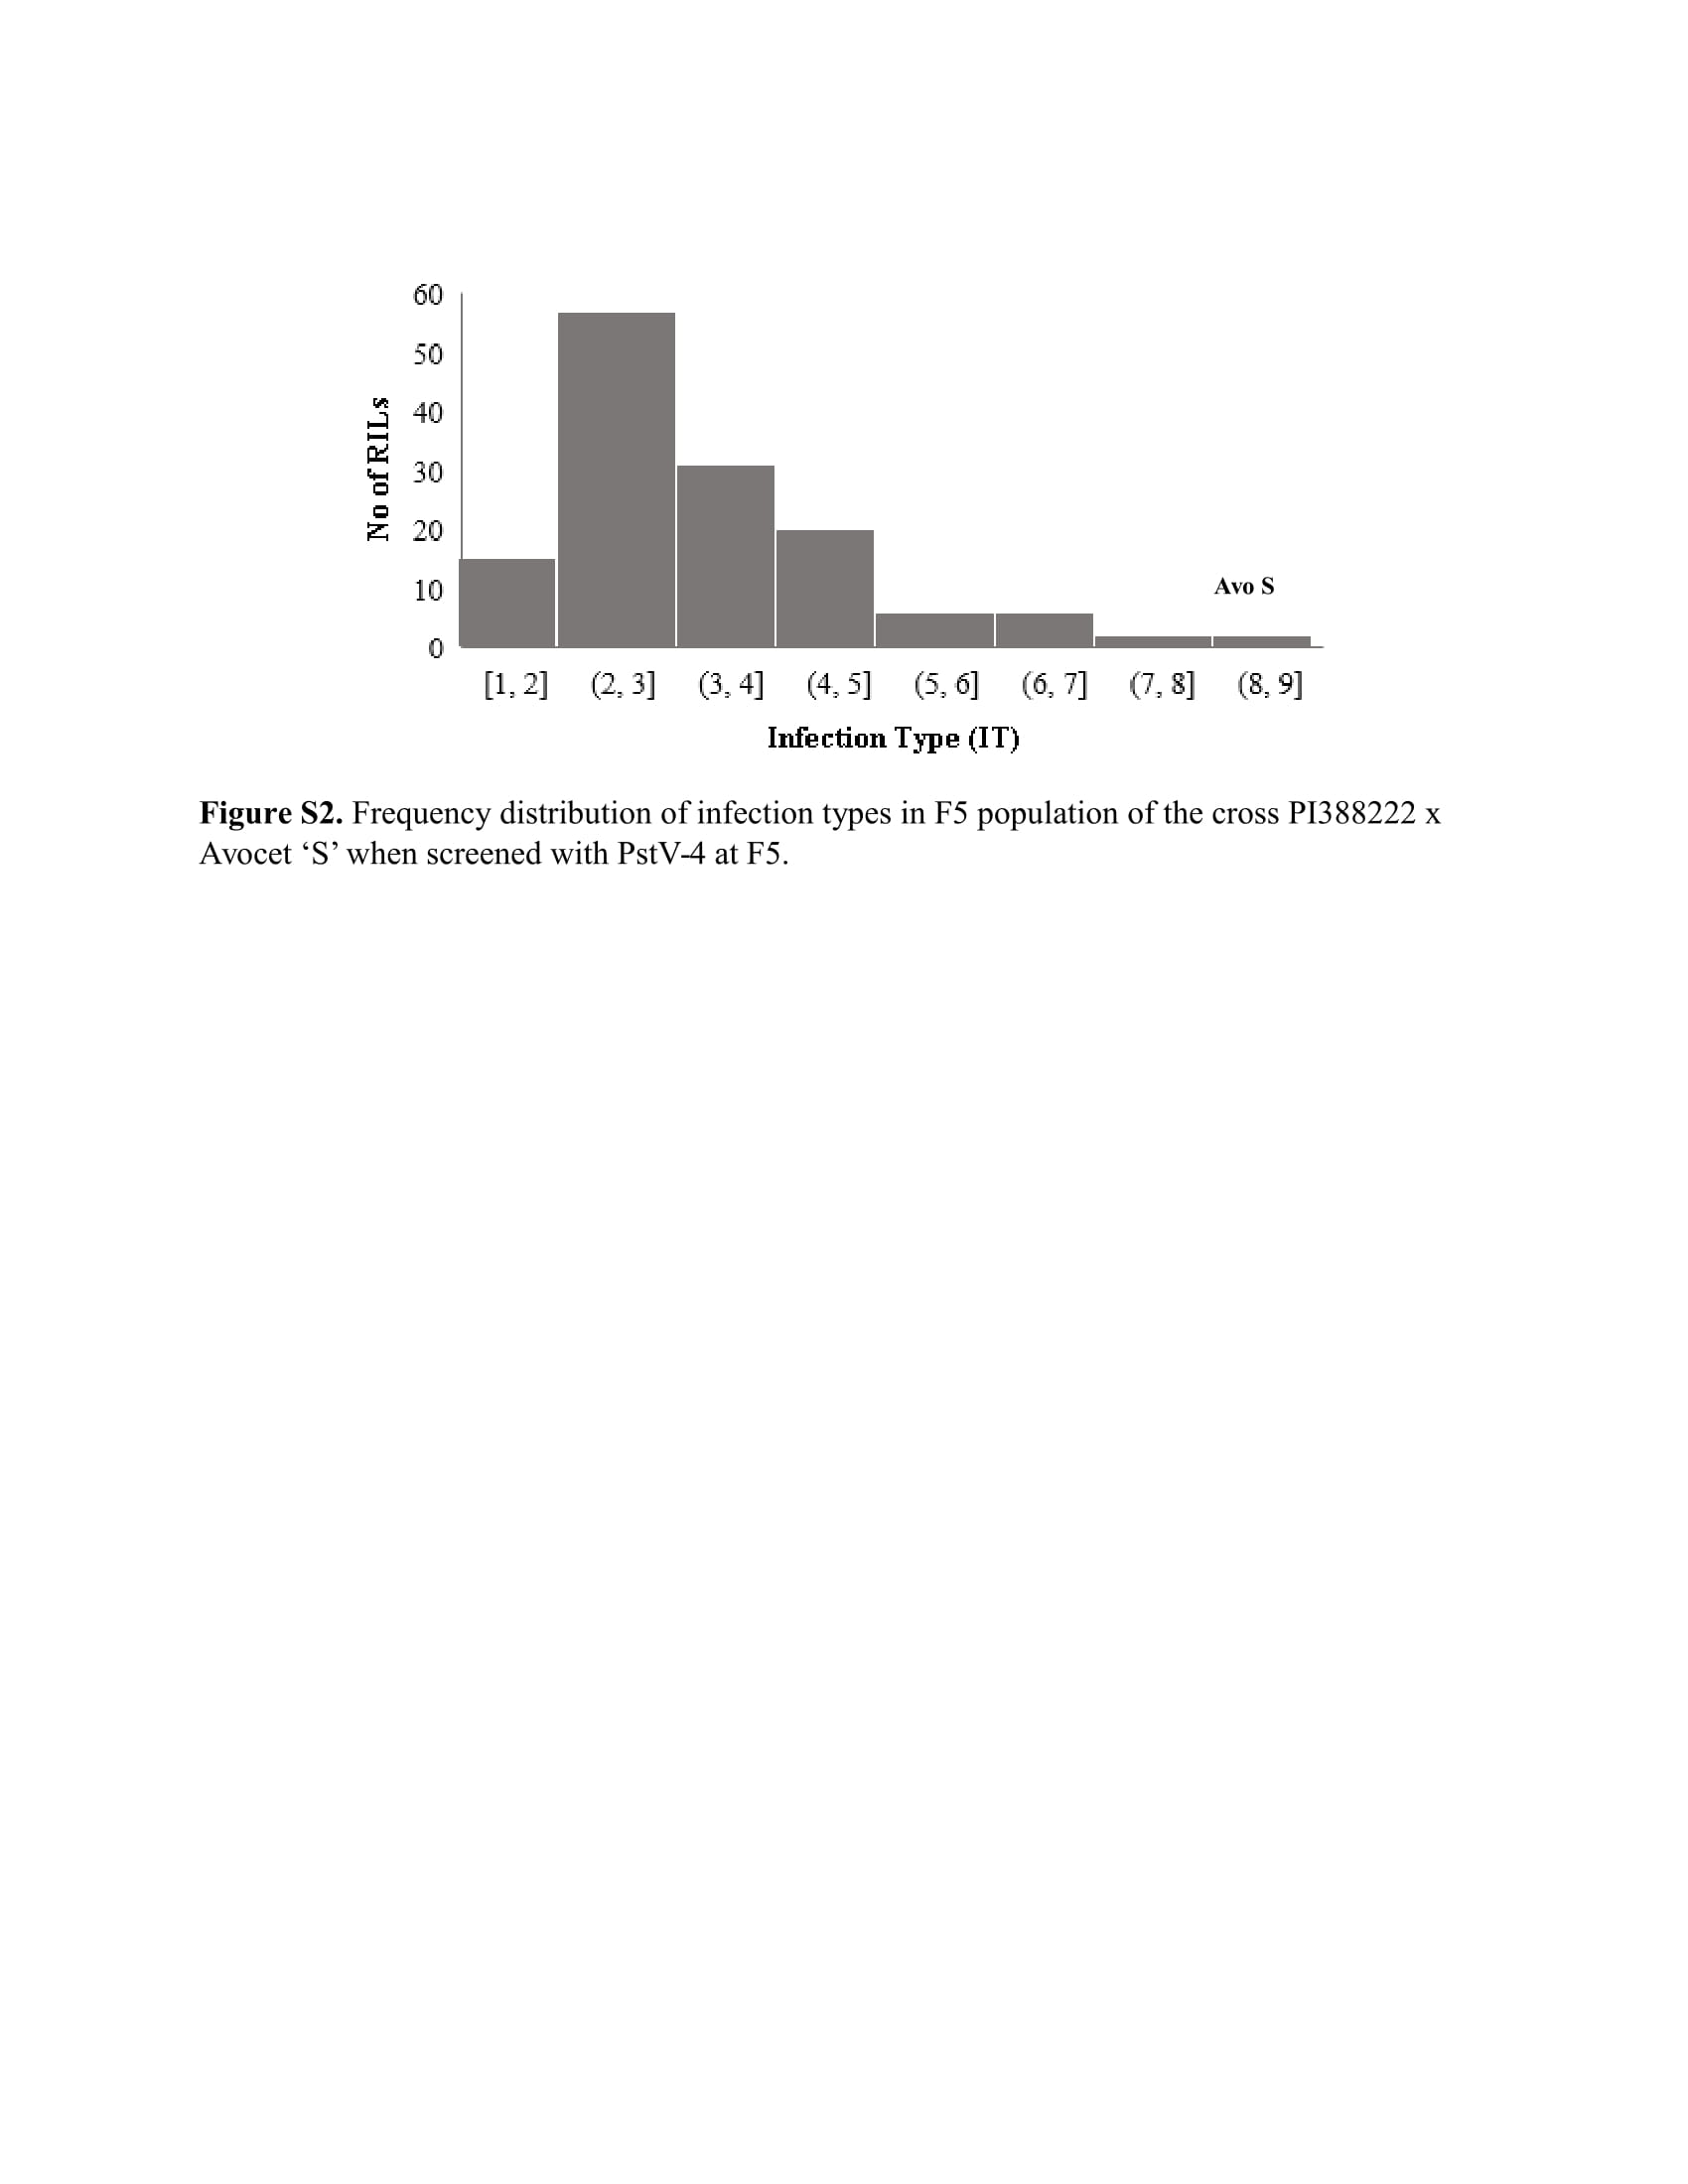 60
50
40
30
20
10
0
No of RILs
Avo S
[1, 2] (2, 3] (3, 4] (4, 5] (5, 6] (6, 7] (7, 8] (8, 9]
Infection Type (IT)
Figure S2. Frequency distribution of infection types in F5 population of the cross PI388222 x
Avocet ‘S’ when screened with PstV-4 at F5.